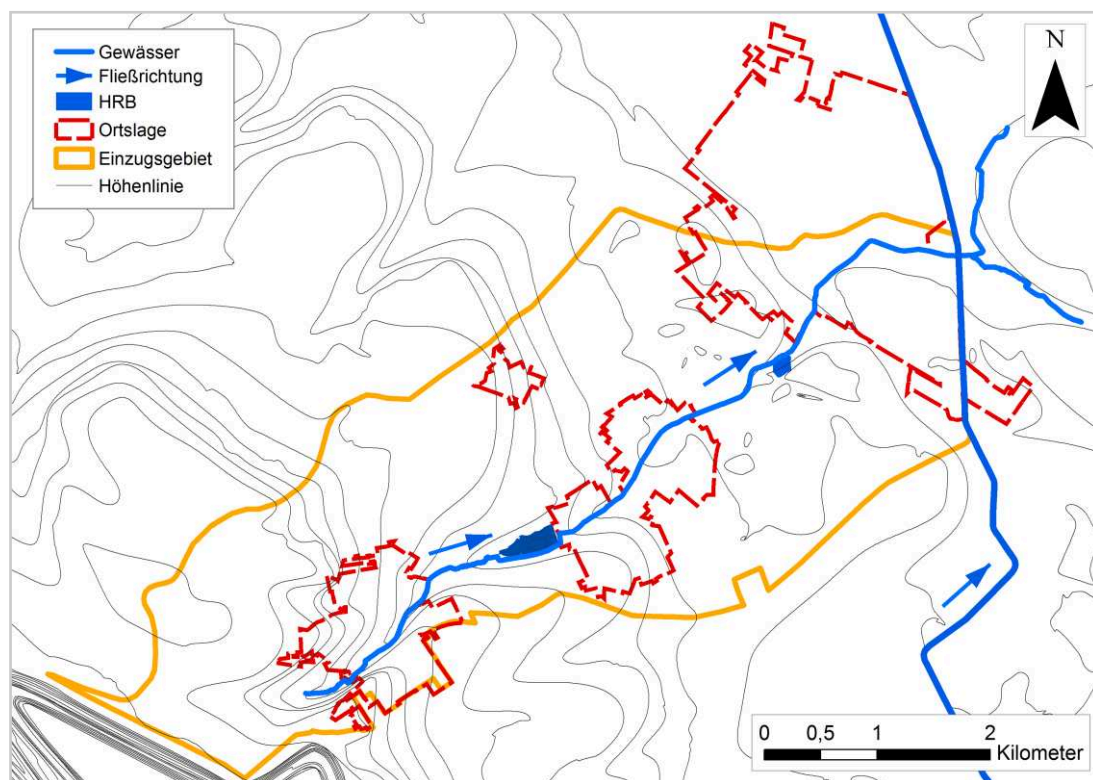 Gewässer
Fließrichtung
HRB
Ortslage
Einzugsgebiet
Höhenlinie
N
0 0,5 1 2
Kilometer